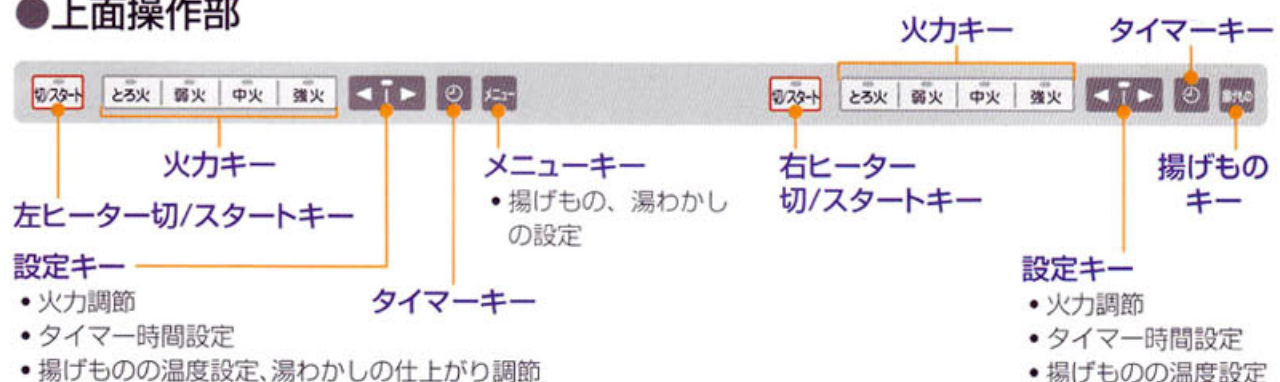 ●上面操作部
火力キー
タイマーキー
切/スタート とろ火 弱火 中火 強火 ◀ ▶ メニュー
切/スタート とろ火 弱火 中火 強火 ◀ ▶ 揚げもの
火力キー
左ヒーター切/スタートキー
メニューキー
• 揚げもの、湯わかし
の設定
右ヒーター
切/スタートキー
揚げもの
キー
設定キー
• 火力調節
• タイマー時間設定
• 揚げものの温度設定、湯わかしの仕上がり調節
タイマーキー
設定キー
• 火力調節
• タイマー時間設定
• 揚げものの温度設定